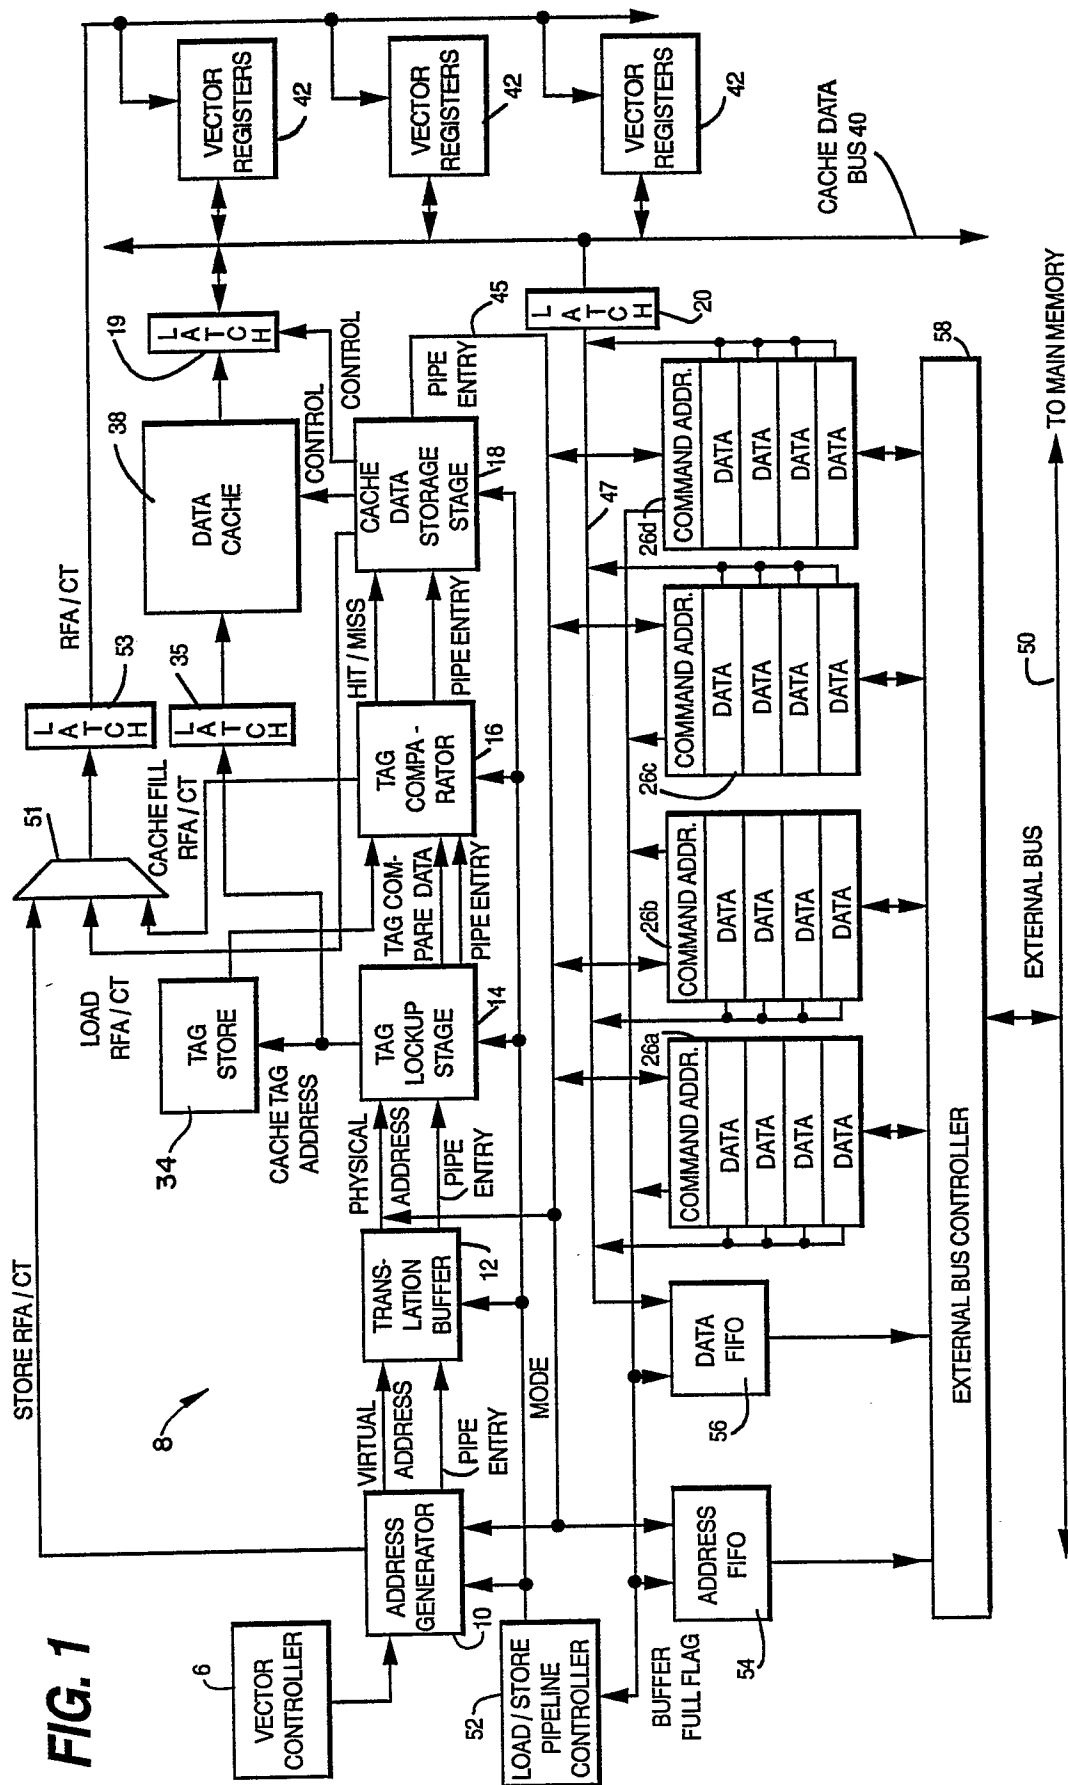 FIG. 1
8
VECTOR
CONTROLLER
6
STORE RFA / CT
LOAD
RFA / CT
51
CACHE FILL
RFA / CT
LATCH
53
RFA / CT
LATCH
35
TAG
STORE
34
CACHE TAG
ADDRESS
DATA
CACHE
38
LATCH
19
CONTROL
CONTROL
VECTOR
REGISTERS
42
VECTOR
REGISTERS
42
VECTOR
REGISTERS
42
ADDRESS
GENERATOR
10
VIRTUAL
ADDRESS
PIPE
ENTRY
TRANS-
LATION
BUFFER
12
PHYSICAL
ADDRESS
PIPE
ENTRY
TAG
LOCKUP
STAGE
14
TAG COM-
PARE DATA
PIPE ENTRY
TAG
COMPA -
RATOR
16
HIT / MISS
PIPE ENTRY
CACHE
DATA
STORAGE
STAGE
18
PIPE
ENTRY
45
LATCH
20
CACHE DATA
BUS 40
LOAD / STORE
PIPELINE
CONTROLLER
52
MODE
47
BUFFER
FULL FLAG
ADDRESS
FIFO
54
DATA
FIFO
56
26a
COMMAND ADDR.
DATA
DATA
DATA
DATA
26b
COMMAND ADDR.
DATA
DATA
DATA
DATA
26c
COMMAND ADDR.
DATA
DATA
DATA
DATA
26d
COMMAND ADDR.
DATA
DATA
DATA
DATA
EXTERNAL BUS CONTROLLER
58
EXTERNAL BUS
50
TO MAIN MEMORY